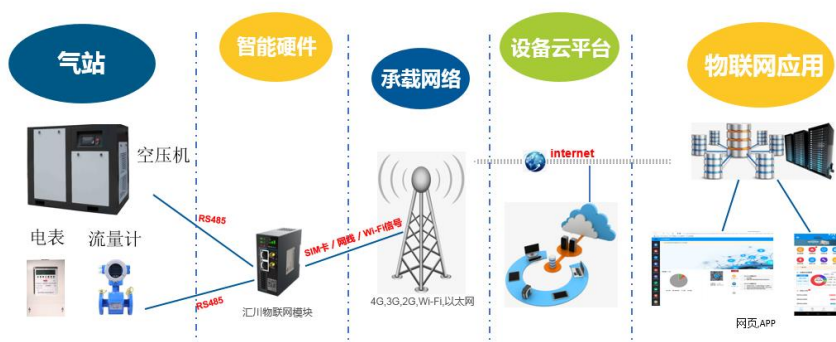 气站
智能硬件
承载网络
设备云平台
物联网应用
空压机
电表
流量计
RS485
RS485
汇川物联网模块
SIM卡 / 网线 / Wi-Fi信号
4G,3G,2G,Wi-Fi,以太网
internet
网页,APP